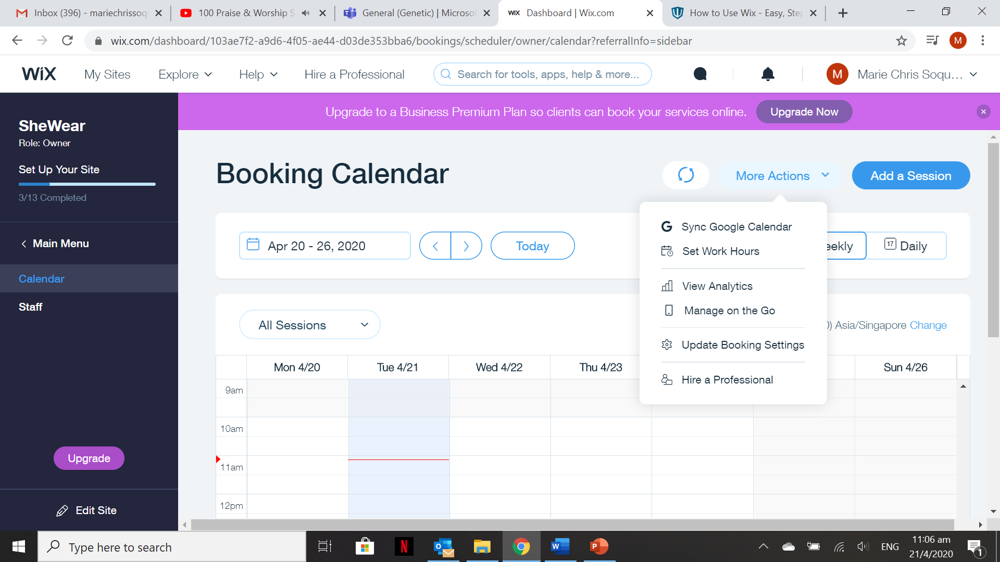 Inbox (396) - mariechrissoq
100 Praise & Worship S
General (Genetic) | Microsof
WIX Dashboard | Wix.com
How to Use Wix - Easy, Step
wix.com/dashboard/103ae7f2-a9d6-4f05-ae44-d03de353bba6/bookings/scheduler/owner/calendar?referralInfo=sidebar
M
WIX
My Sites
Explore
Help
Hire a Professional
Search for tools, apps, help & more...
M
Marie Chris Soqu...
Upgrade to a Business Premium Plan so clients can book your services online.
Upgrade Now
SheWear
Role: Owner
Set Up Your Site
3/13 Completed
Main Menu
Calendar
Staff
Upgrade
Edit Site
Booking Calendar
More Actions
Add a Session
Sync Google Calendar
Set Work Hours
View Analytics
Manage on the Go
Update Booking Settings
Hire a Professional
Apr 20 - 26, 2020
Today
eekly
17 Daily
All Sessions
0) Asia/Singapore Change
Mon 4/20
Tue 4/21
Wed 4/22
Thu 4/23
Sun 4/26
9am
10am
11am
12pm
Type here to search
ENG
11:06 am
21/4/2020
1